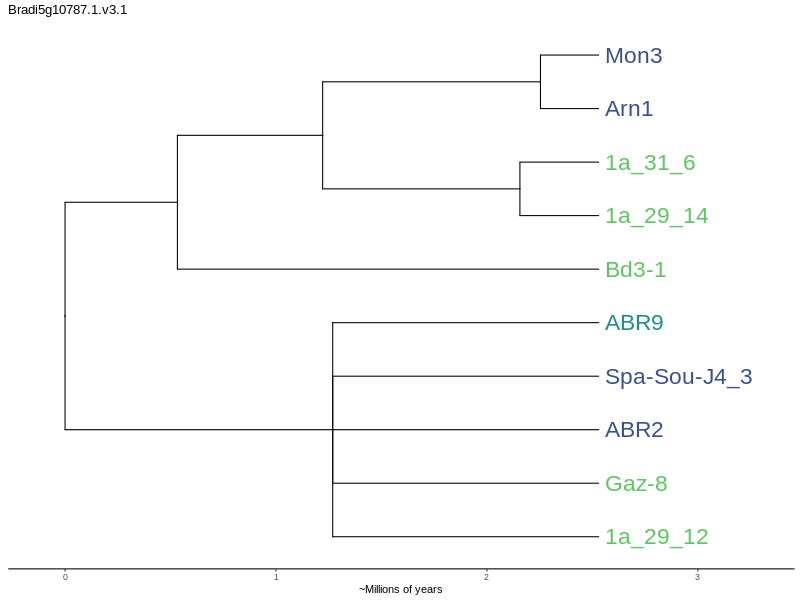 Bradi5g10787.1.v3.1
Mon3
Arn1
1a_31_6
1a_29_14
Bd3-1
ABR9
Spa-Sou-J4_3
ABR2
Gaz-8
1a_29_12
0 1 2 3
~Millions of years